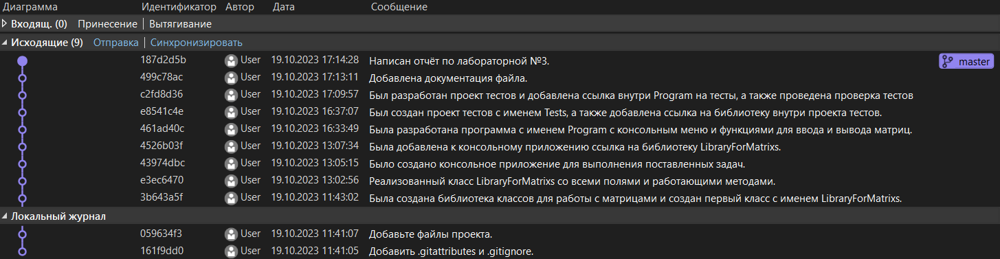 Диаграмма Идентификатор Автор Дата Сообщение
Входящ. (0) Принесение | Вытягивание
Исходящие (9) Отправка | Синхронизировать
187d2d5b User 19.10.2023 17:14:28 Написан отчёт по лабораторной №3. master
499c78ac User 19.10.2023 17:13:11 Добавлена документация файла.
c2fd8d36 User 19.10.2023 17:09:57 Был разработан проект тестов и добавлена ссылка внутри Program на тесты, а также проведена проверка тестов
e8541c4e User 19.10.2023 16:37:07 Был создан проект тестов с именем Tests, а также добавлена ссылка на библиотеку внутри проекта тестов.
461ad40c User 19.10.2023 16:33:49 Была разработана программа с именем Program с консольным меню и функциями для ввода и вывода матриц.
4526b03f User 19.10.2023 13:07:34 Была добавлена к консольному приложению ссылка на библиотеку LibraryForMatrixs.
43974dbc User 19.10.2023 13:05:15 Было создано консольное приложение для выполнения поставленных задач.
e3ec6470 User 19.10.2023 13:02:56 Реализованный класс LibraryForMatrixs со всеми полями и работающими методами.
3b643a5f User 19.10.2023 11:43:02 Была создана библиотека классов для работы с матрицами и создан первый класс с именем LibraryForMatrixs.
Локальный журнал
059634f3 User 19.10.2023 11:41:07 Добавьте файлы проекта.
161f9dd0 User 19.10.2023 11:41:05 Добавить .gitattributes и .gitignore.